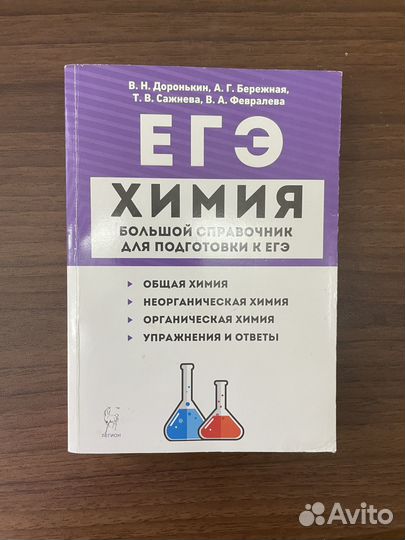 В. Н. Доронькин, А. Г. Бережная,
Т. В. Сажнева, В. А. Февралева
ЕГЭ
ХИМИЯ
БОЛЬШОЙ СПРАВОЧНИК
ДЛЯ ПОДГОТОВКИ К ЕГЭ
ОБЩАЯ ХИМИЯ
НЕОРГАНИЧЕСКАЯ ХИМИЯ
ОРГАНИЧЕСКАЯ ХИМИЯ
УПРАЖНЕНИЯ И ОТВЕТЫ
ЛЕГИОН
Avito